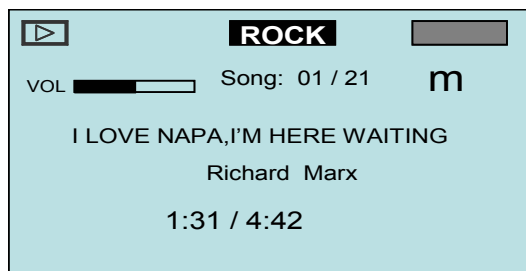 ROCK
VOL Song: 01 / 21 m
I LOVE NAPA,I'M HERE WAITING
Richard Marx
1:31 / 4:42